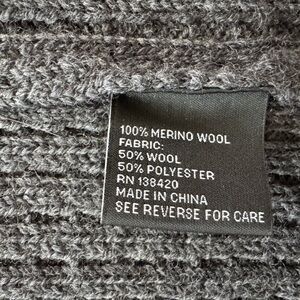 100% MERINO WOOL
FABRIC:
50% WOOL
50% POLYESTER
RN 138420
MADE IN CHINA
SEE REVERSE FOR CARE